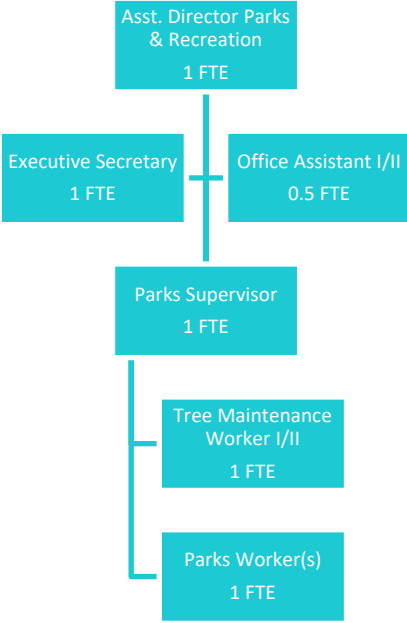 Asst. Director Parks
& Recreation
1 FTE
Executive Secretary
1 FTE
Office Assistant I/II
0.5 FTE
Parks Supervisor
1 FTE
Tree Maintenance
Worker I/II
1 FTE
Parks Worker(s)
1 FTE